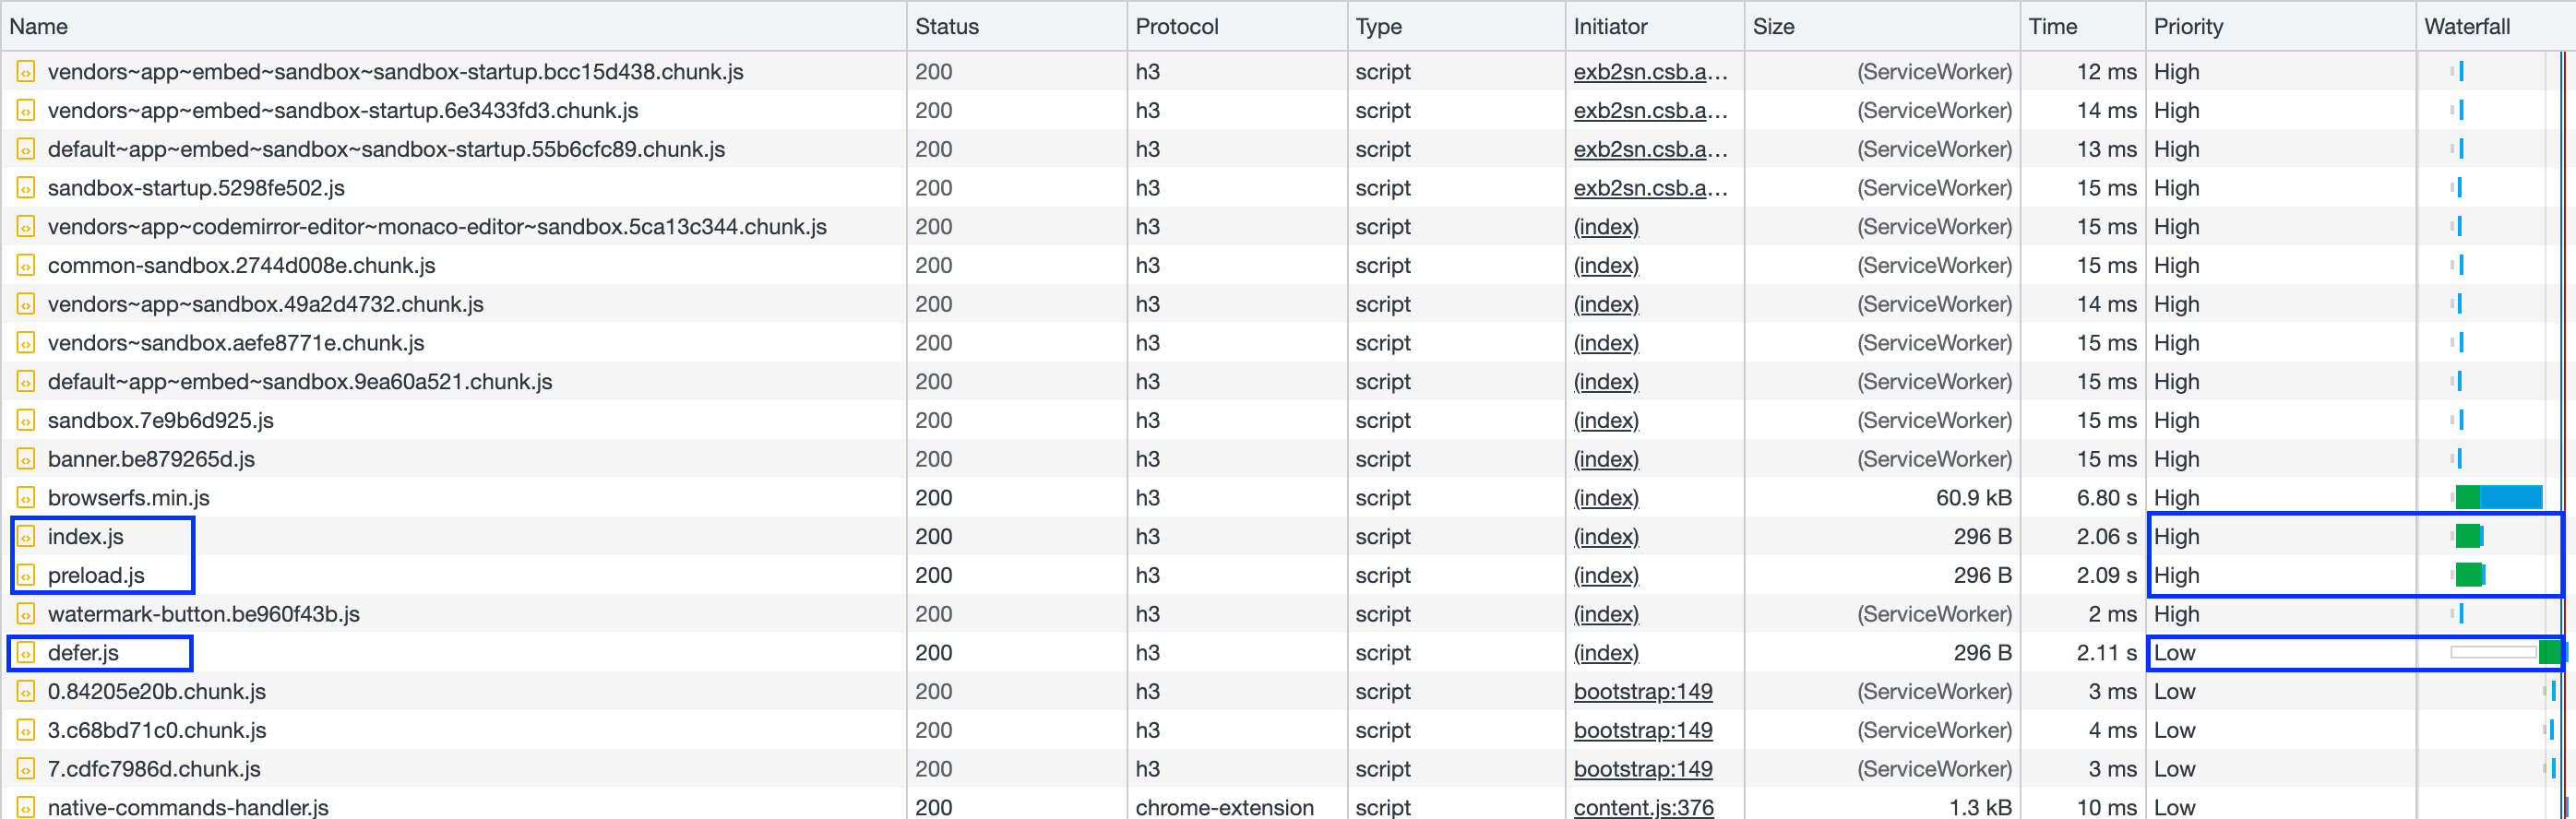 Name Status Protocol Type Initiator Size Time Priority Waterfall
vendors~app~embed~sandbox~sandbox-startup.bcc15d438.chunk.js 200 h3 script exb2sn.csb.a… (ServiceWorker) 12 ms High
vendors~app~embed~sandbox-startup.6e3433fd3.chunk.js 200 h3 script exb2sn.csb.a… (ServiceWorker) 14 ms High
default~app~embed~sandbox~sandbox-startup.55b6cfc89.chunk.js 200 h3 script exb2sn.csb.a… (ServiceWorker) 13 ms High
sandbox-startup.5298fe502.js 200 h3 script exb2sn.csb.a… (ServiceWorker) 15 ms High
vendors~app~codemirror-editor~monaco-editor~sandbox.5ca13c344.chunk.js 200 h3 script (index) (ServiceWorker) 15 ms High
common-sandbox.2744d008e.chunk.js 200 h3 script (index) (ServiceWorker) 15 ms High
vendors~app~sandbox.49a2d4732.chunk.js 200 h3 script (index) (ServiceWorker) 14 ms High
vendors~sandbox.aefe8771e.chunk.js 200 h3 script (index) (ServiceWorker) 15 ms High
default~app~embed~sandbox.9ea60a521.chunk.js 200 h3 script (index) (ServiceWorker) 15 ms High
sandbox.7e9b6d925.js 200 h3 script (index) (ServiceWorker) 15 ms High
banner.be879265d.js 200 h3 script (index) (ServiceWorker) 15 ms High
browserfs.min.js 200 h3 script (index) 60.9 kB 6.80 s High
index.js 200 h3 script (index) 296 B 2.06 s High
preload.js 200 h3 script (index) 296 B 2.09 s High
watermark-button.be960f43b.js 200 h3 script (index) (ServiceWorker) 2 ms High
defer.js 200 h3 script (index) 296 B 2.11 s Low
0.84205e20b.chunk.js 200 h3 script bootstrap:149 (ServiceWorker) 3 ms Low
3.c68bd71c0.chunk.js 200 h3 script bootstrap:149 (ServiceWorker) 4 ms Low
7.cdfc7986d.chunk.js 200 h3 script bootstrap:149 (ServiceWorker) 3 ms Low
native-commands-handler.js 200 chrome-extension script content.js:376 1.3 kB 10 ms Low